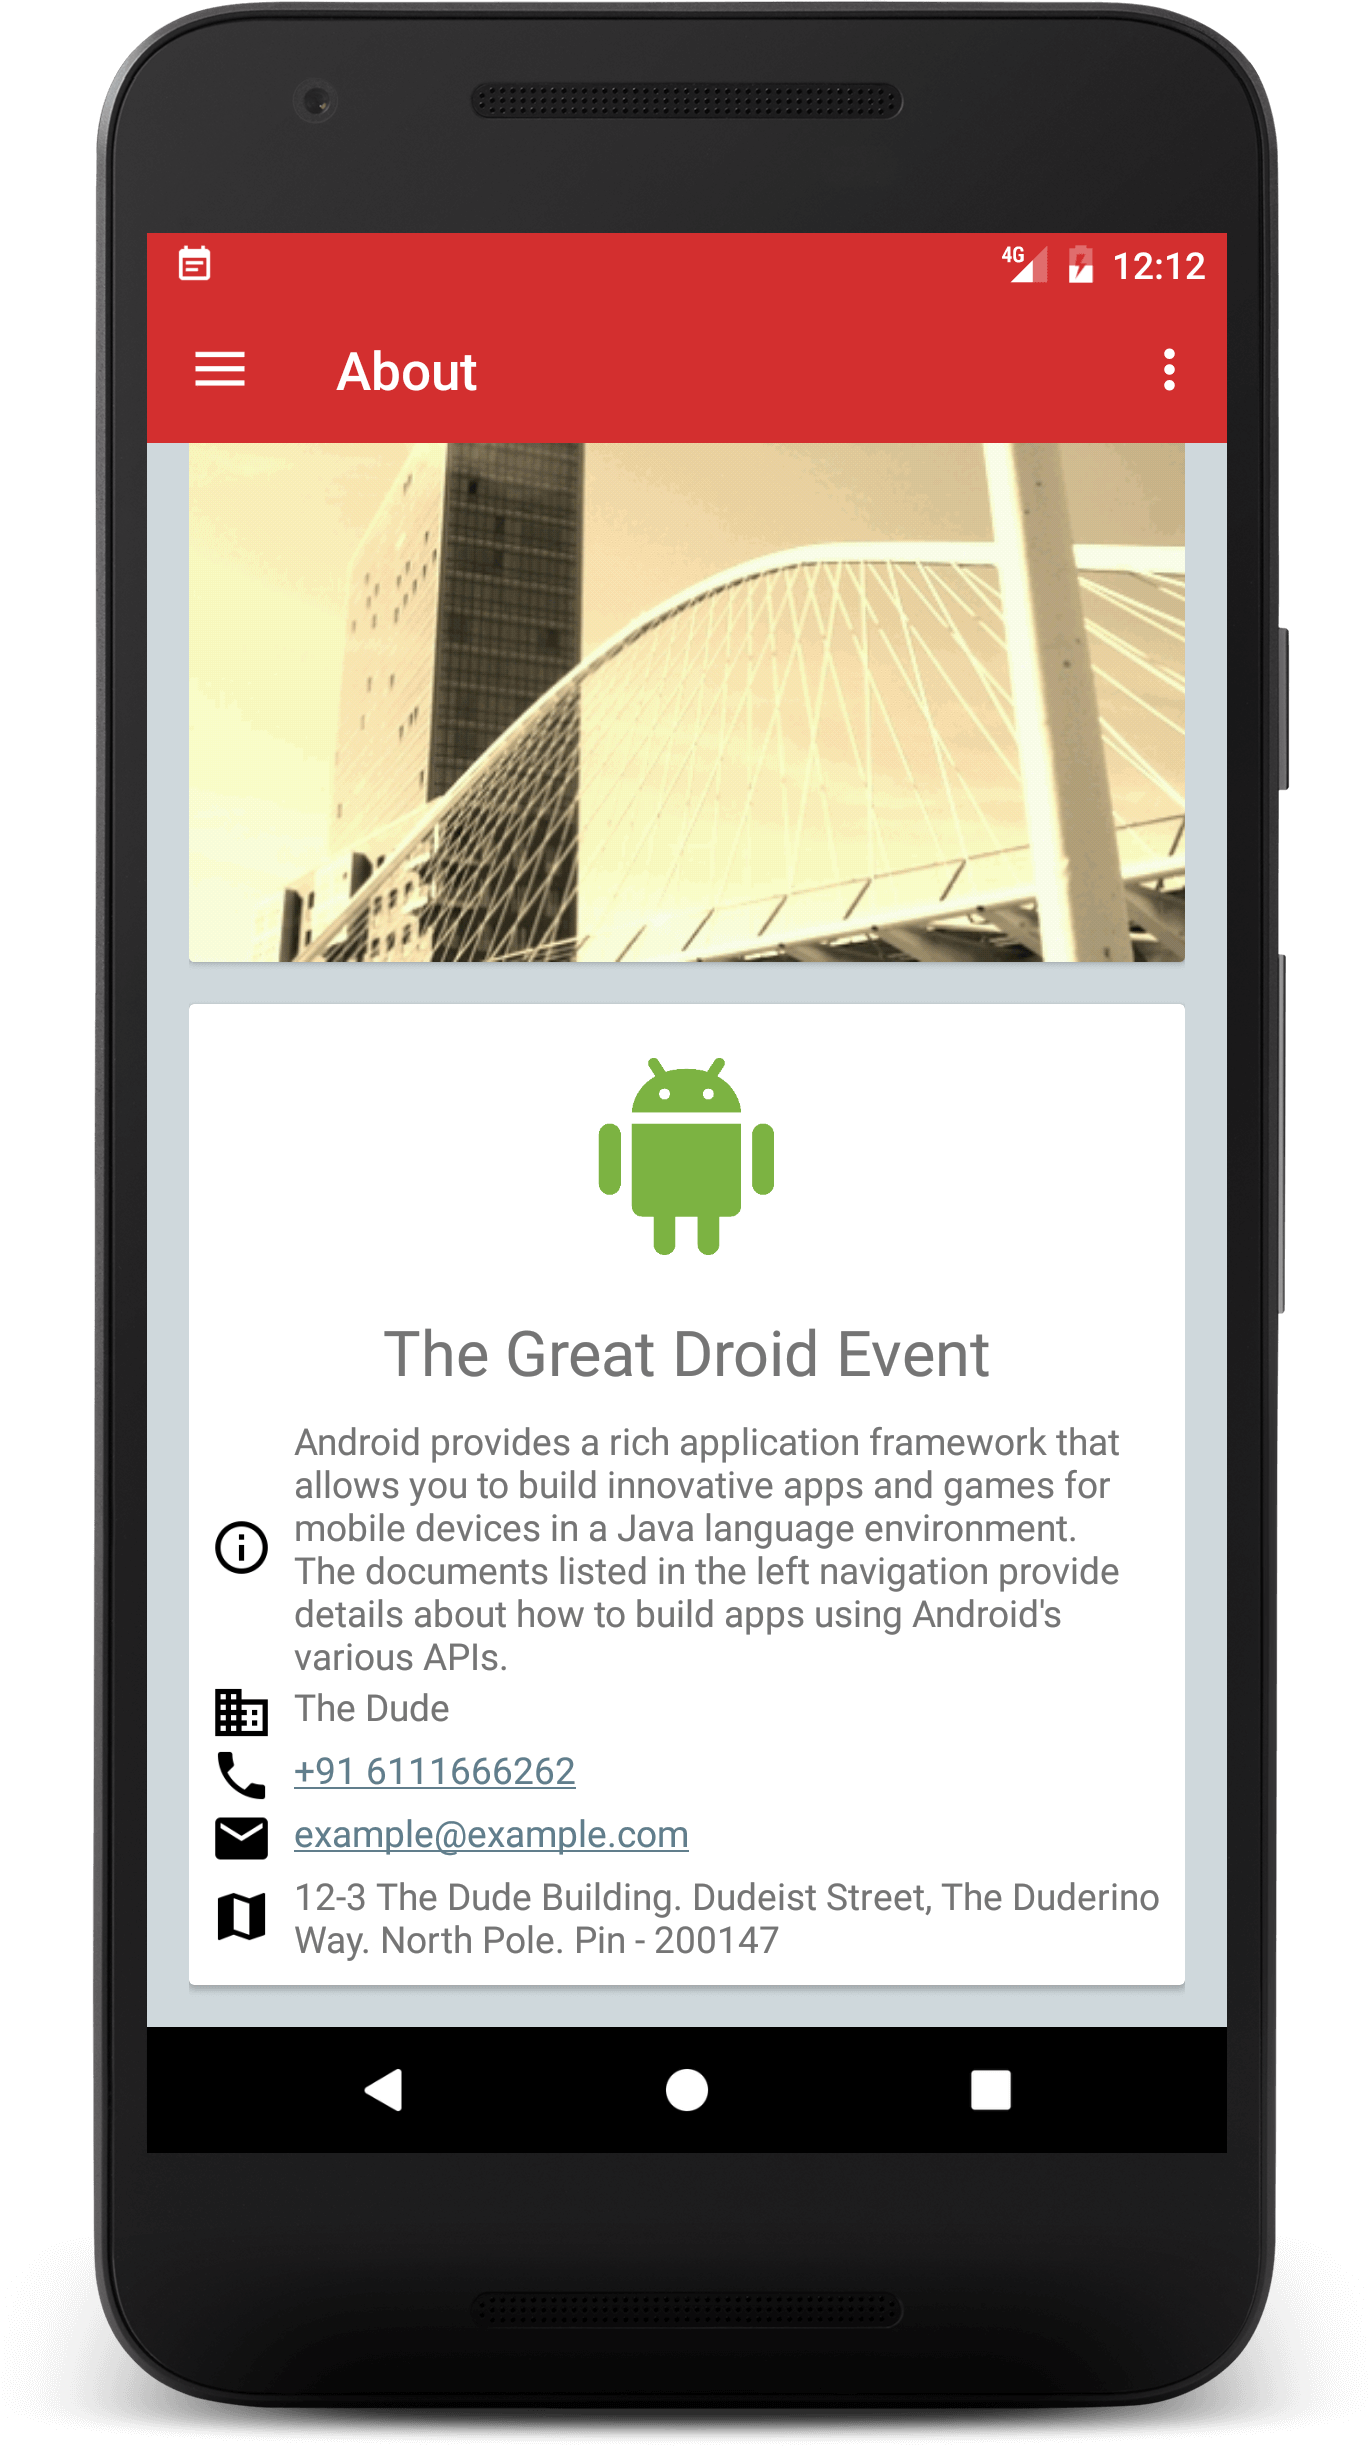 4G 12:12
About
The Great Droid Event
Android provides a rich application framework that
allows you to build innovative apps and games for
mobile devices in a Java language environment.
The documents listed in the left navigation provide
details about how to build apps using Android's
various APIs.
The Dude
+91 6111666262
example@example.com
12-3 The Dude Building. Dudeist Street, The Duderino
Way. North Pole. Pin - 200147